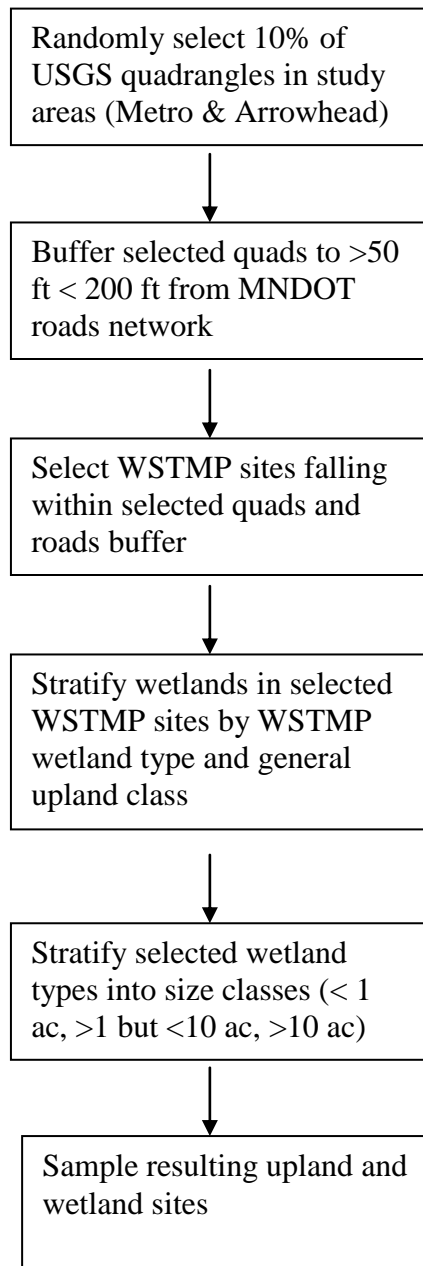 Randomly select 10% of
USGS quadrangles in study
areas (Metro & Arrowhead)
Buffer selected quads to >50
ft < 200 ft from MNDOT
roads network
Select WSTMP sites falling
within selected quads and
roads buffer
Stratify wetlands in selected
WSTMP sites by WSTMP
wetland type and general
upland class
Stratify selected wetland
types into size classes (< 1
ac, >1 but <10 ac, >10 ac)
Sample resulting upland and
wetland sites